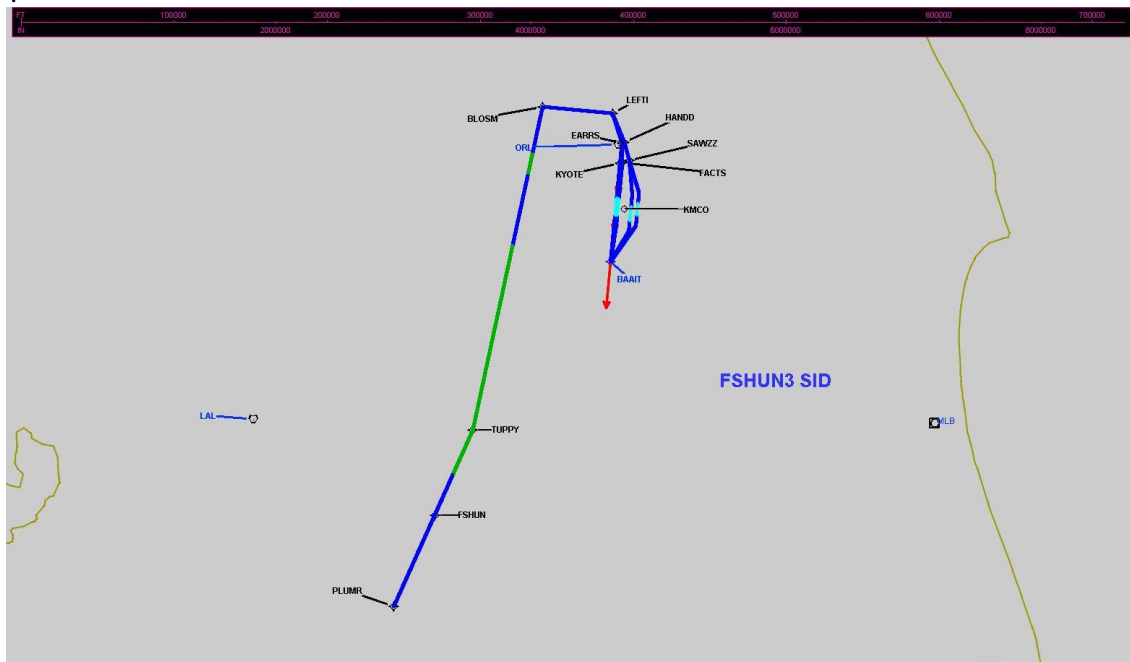 FT 100000 200000 300000 400000 500000 600000 700000
IN 2000000 4000000 6000000 8000000
LEFTI
BLOSM
HANDD
EARRS
ORL
SAWZZ
KYOTE
FACTS
KMCO
BAAIT
FSHUN3 SID
LAL
MLB
TUPPY
FSHUN
PLUMR